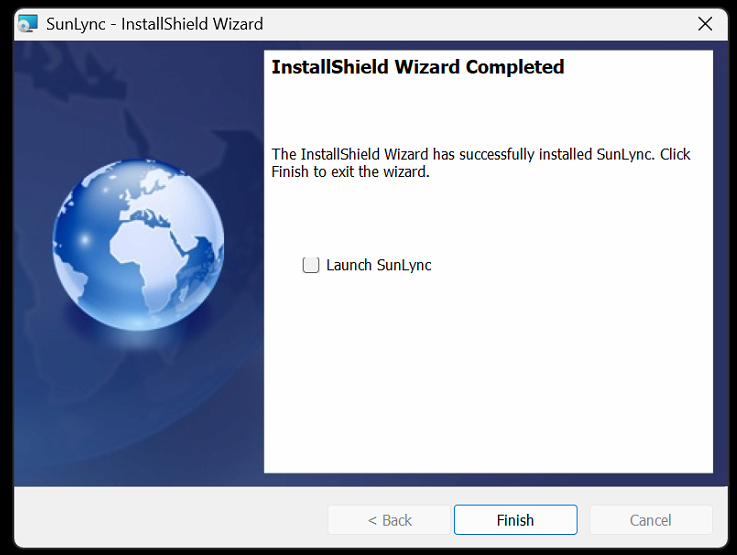 SunLync - InstallShield Wizard
InstallShield Wizard Completed
The InstallShield Wizard has successfully installed SunLync. Click
Finish to exit the wizard.
Launch SunLync
< Back
Finish
Cancel